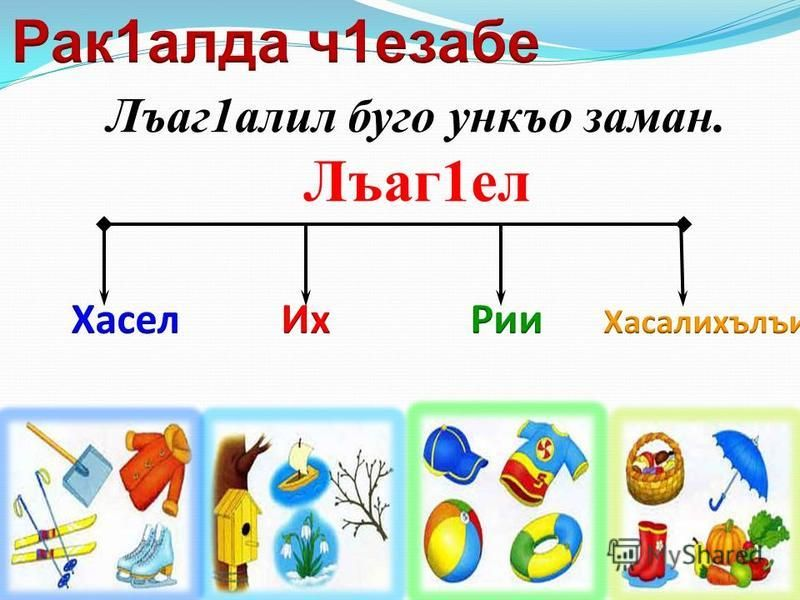 Рак1алда ч1езабе
Лъаг1алил буго ункъо заман.
Лъаг1ел
Хасел Их Рии Хасалихълъи
MyShared